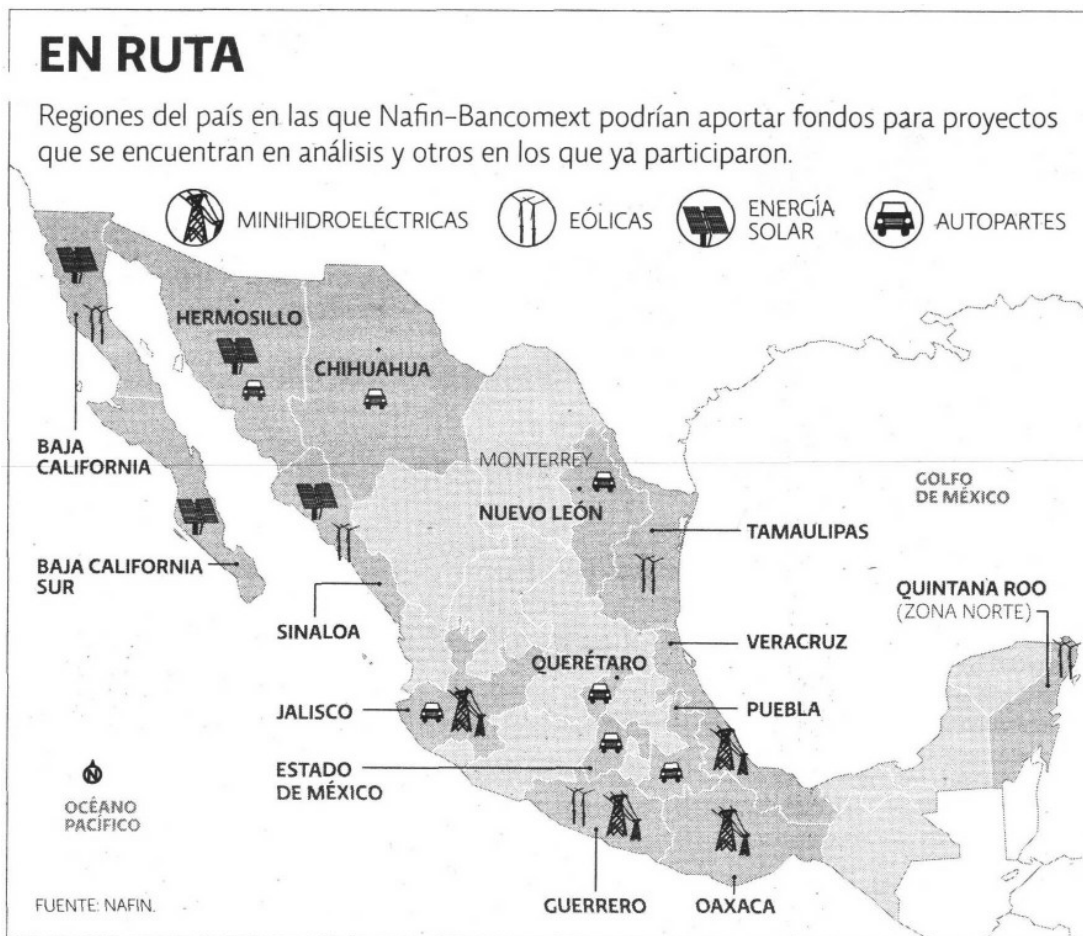 EN RUTA
Regiones del país en las que Nafin-Bancomext podrían aportar fondos para proyectos
que se encuentran en análisis y otros en los que ya participaron.
MINIHIDROELÉCTRICAS
EÓLICAS
ENERGÍA
SOLAR
AUTOPARTES
HERMOSILLO
CHIHUAHUA
BAJA
CALIFORNIA
MONTERREY
NUEVO LEÓN
GOLFO
DE MÉXICO
TAMAULIPAS
BAJA CALIFORNIA
SUR
QUINTANA ROO
(ZONA NORTE)
SINALOA
VERACRUZ
QUERÉTARO
JALISCO
PUEBLA
ESTADO
DE MÉXICO
N
OCÉANO
PACÍFICO
FUENTE: NAFIN.
GUERRERO
OAXACA